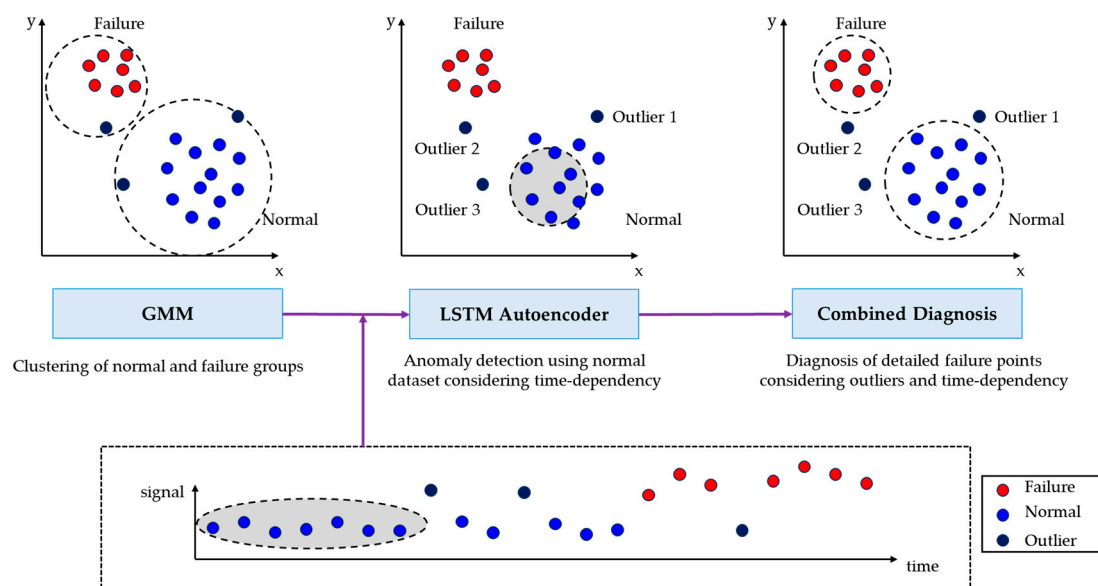 y
Failure
Normal
x
y
Failure
Outlier 1
Outlier 2
Outlier 3
Normal
x
y
Failure
Outlier 1
Outlier 2
Outlier 3
Normal
x
GMM
LSTM Autoencoder
Combined Diagnosis
Clustering of normal and failure groups
Anomaly detection using normal
dataset considering time-dependency
Diagnosis of detailed failure points
considering outliers and time-dependency
signal
time
Failure
Normal
Outlier